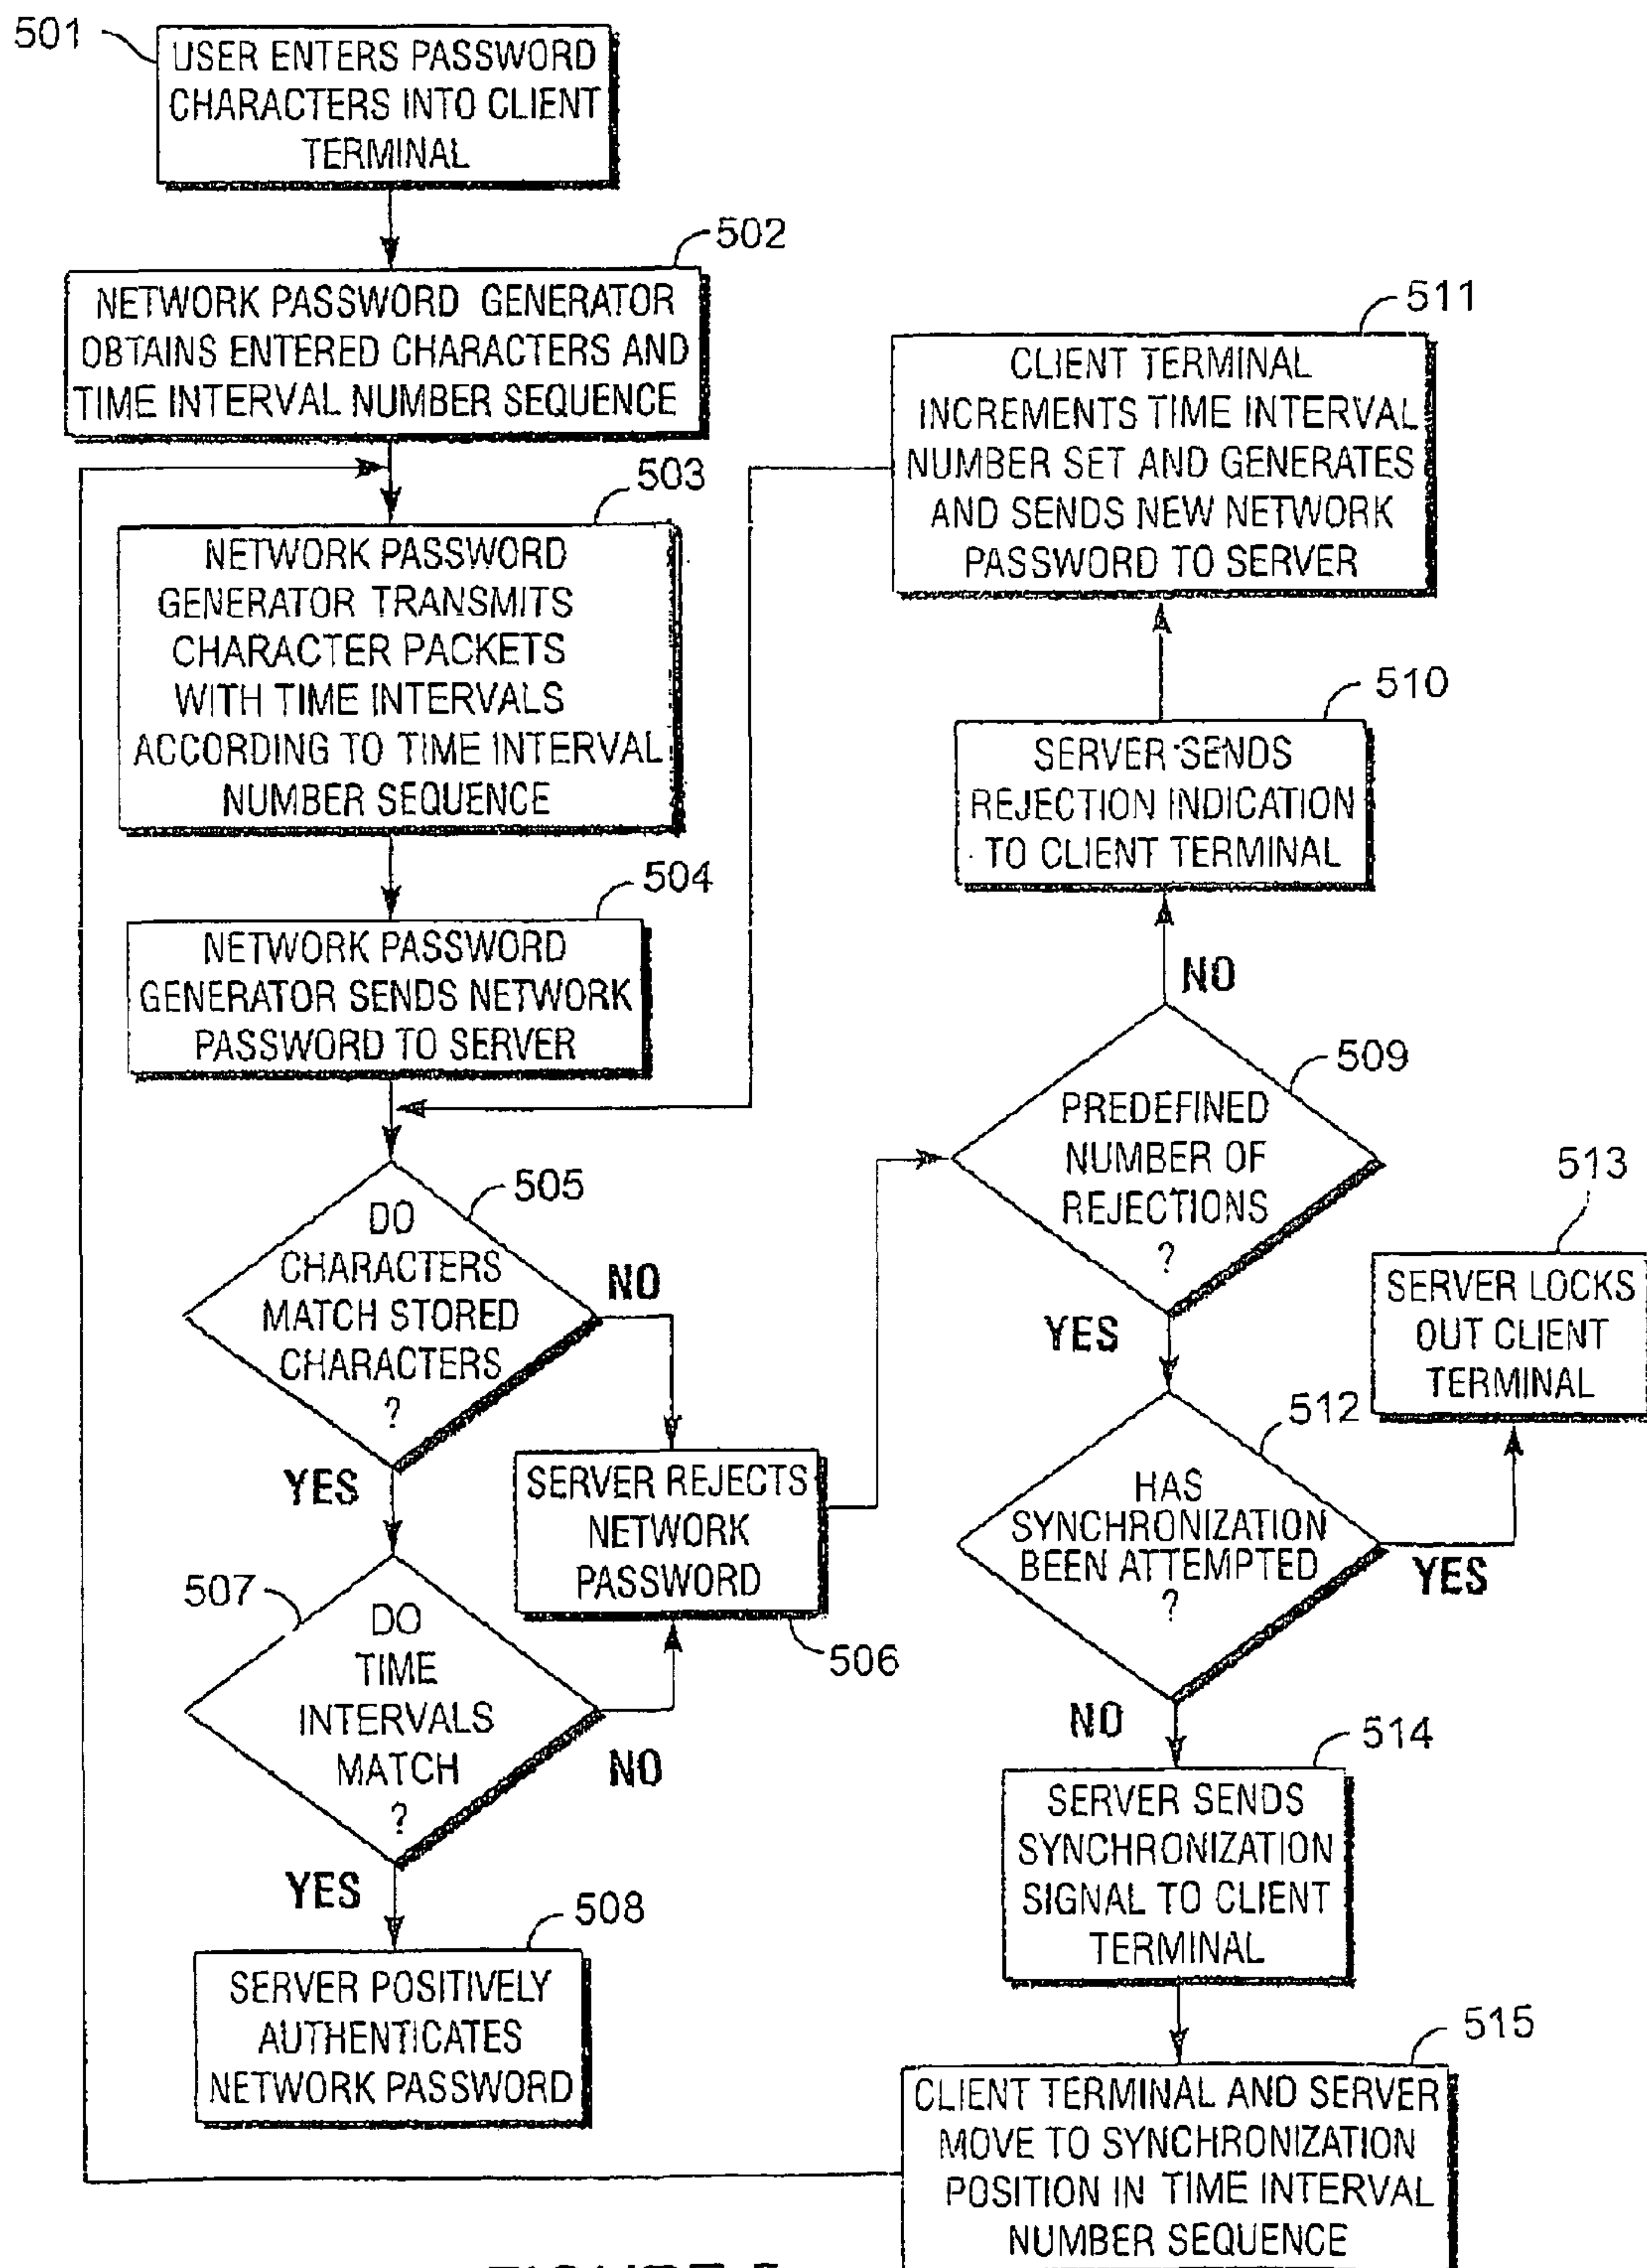 501
USER ENTERS PASSWORD
CHARACTERS INTO CLIENT
TERMINAL
502
NETWORK PASSWORD GENERATOR
OBTAINS ENTERED CHARACTERS AND
TIME INTERVAL NUMBER SEQUENCE
503
NETWORK PASSWORD
GENERATOR TRANSMITS
CHARACTER PACKETS
WITH TIME INTERVALS
ACCORDING TO TIME INTERVAL
NUMBER SEQUENCE
504
NETWORK PASSWORD
GENERATOR SENDS NETWORK
PASSWORD TO SERVER
505
DO
CHARACTERS
MATCH STORED
CHARACTERS
?
NO
YES
SERVER REJECTS
NETWORK
PASSWORD
506
507
DO
TIME
INTERVALS
MATCH
?
NO
YES
508
SERVER POSITIVELY
AUTHENTICATES
NETWORK PASSWORD
511
CLIENT TERMINAL
INCREMENTS TIME INTERVAL
NUMBER SET AND GENERATES
AND SENDS NEW NETWORK
PASSWORD TO SERVER
510
SERVER SENDS
REJECTION INDICATION
TO CLIENT TERMINAL
NO
509
PREDEFINED
NUMBER OF
REJECTIONS
?
YES
513
SERVER LOCKS
OUT CLIENT
TERMINAL
512
HAS
SYNCHRONIZATION
BEEN ATTEMPTED
?
YES
NO
514
SERVER SENDS
SYNCHRONIZATION
SIGNAL TO CLIENT
TERMINAL
515
CLIENT TERMINAL AND SERVER
MOVE TO SYNCHRONIZATION
POSITION IN TIME INTERVAL
NUMBER SEQUENCE